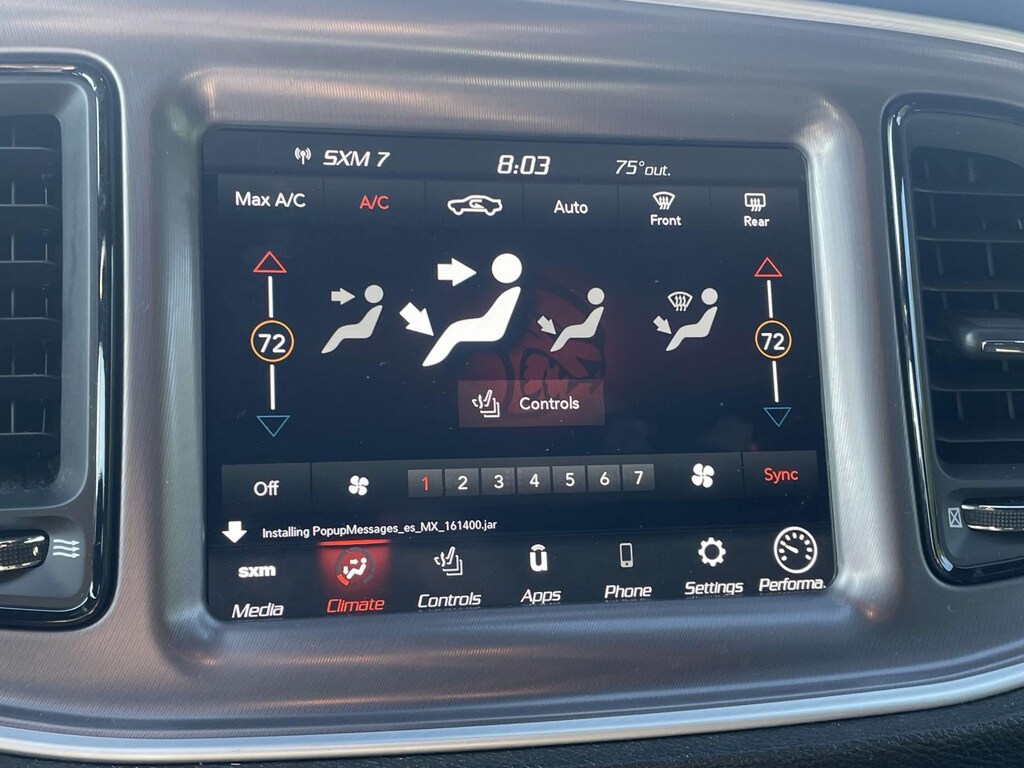 SXM 7 8:03 75° out.
Max A/C A/C Auto Front Rear
72 72
Controls
Off 1 2 3 4 5 6 7 Sync
Installing PopupMessages_es_MX_161400.jar
sxm
Media Climate Controls Apps Phone Settings Performa.